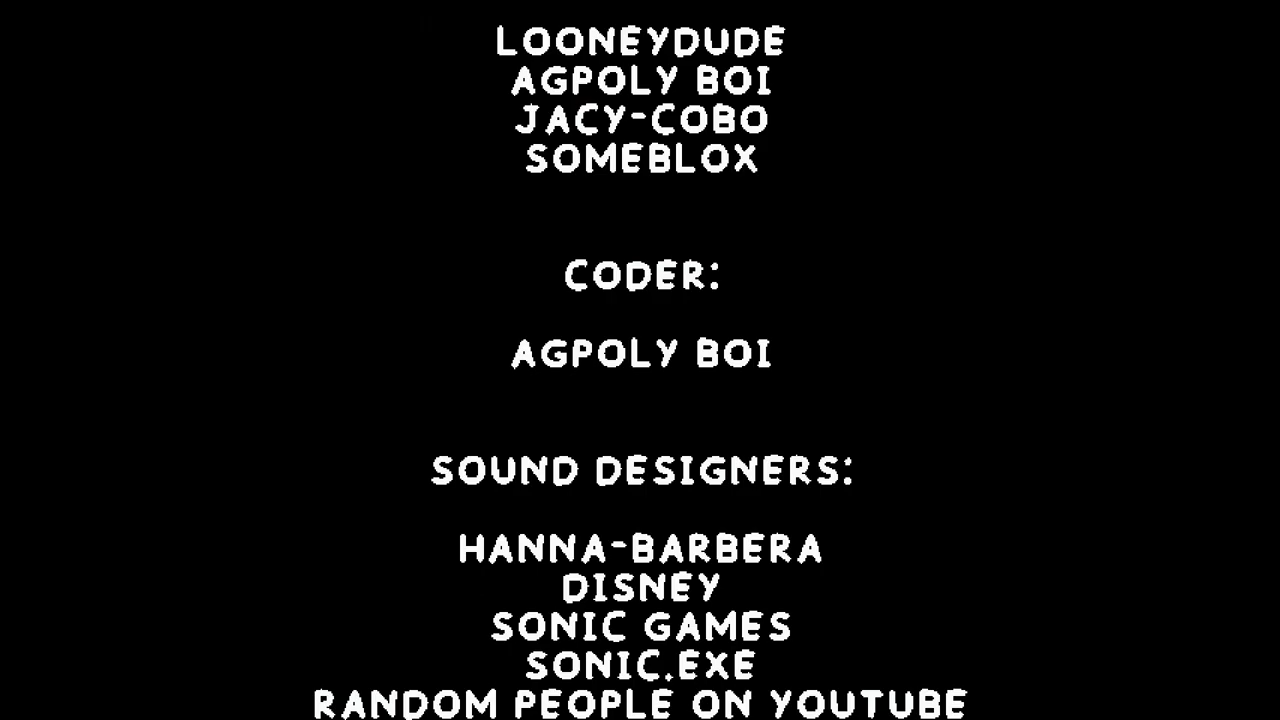 LOONEYDUDE
AGPOLY BOI
JACY-COBO
SOMEBLOX
CODER:
AGPOLY BOI
SOUND DESIGNERS:
HANNA-BARBERA
DISNEY
SONIC GAMES
SONIC.EXE
RANDOM PEOPLE ON YOUTUBE